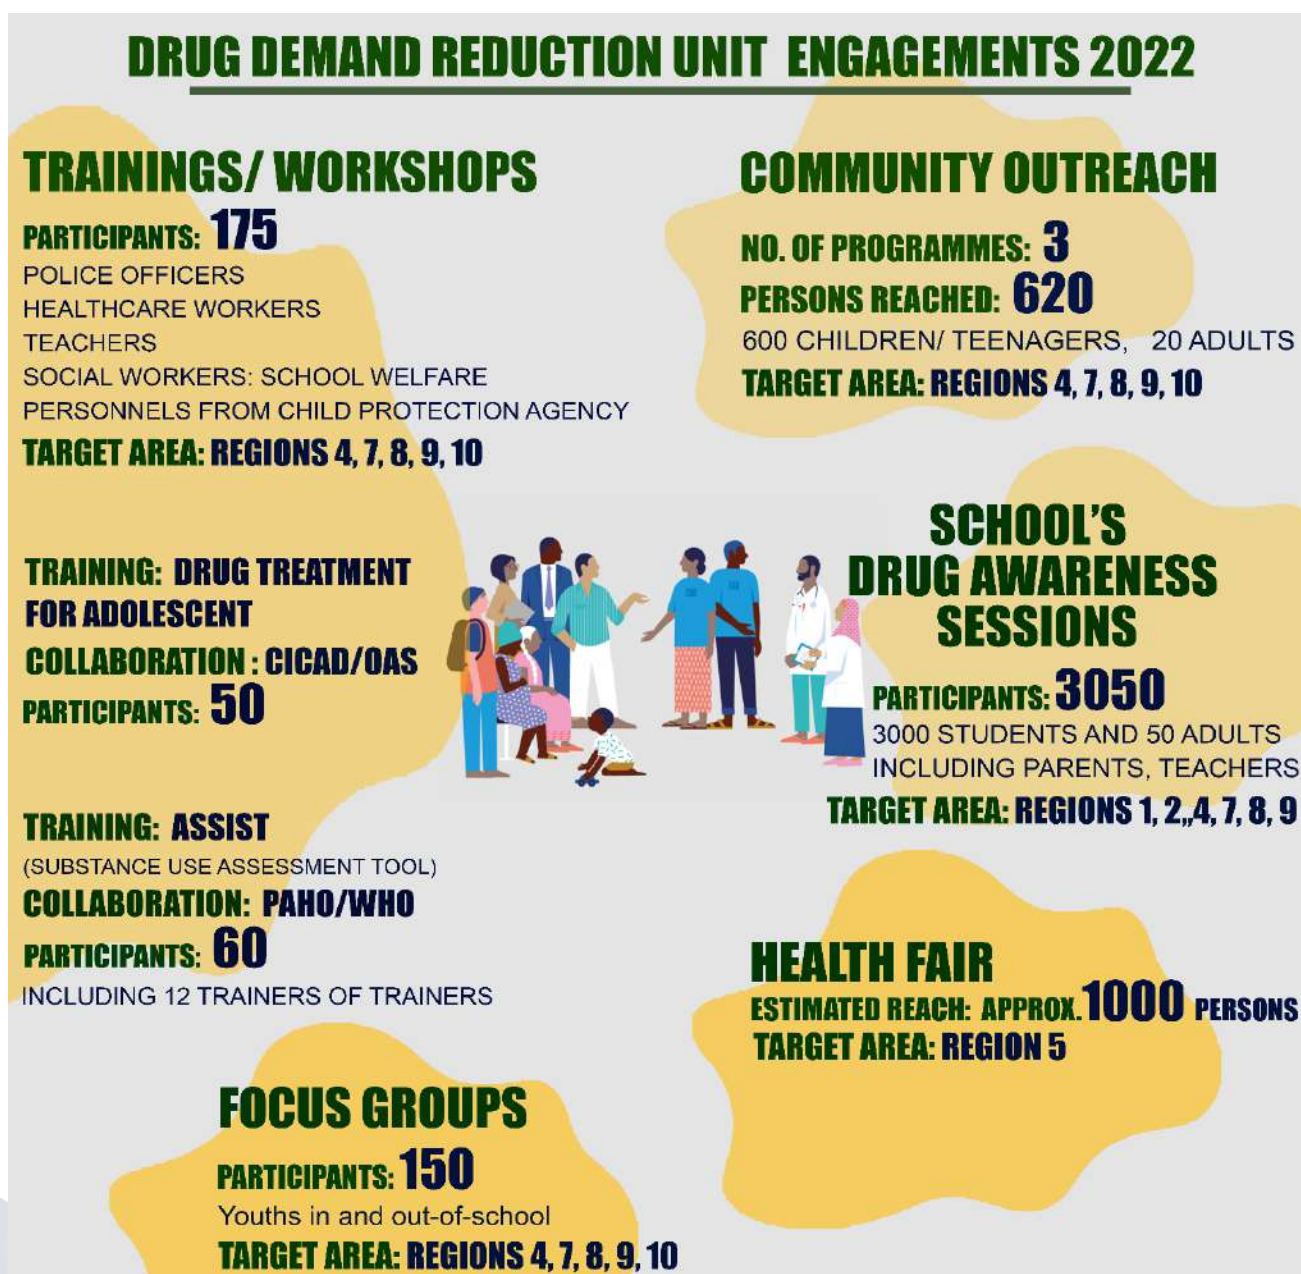 DRUG DEMAND REDUCTION UNIT ENGAGEMENTS 2022
TRAININGS/ WORKSHOPS
PARTICIPANTS: 175
POLICE OFFICERS
HEALTHCARE WORKERS
TEACHERS
SOCIAL WORKERS: SCHOOL WELFARE
PERSONNELS FROM CHILD PROTECTION AGENCY
TARGET AREA: REGIONS 4, 7, 8, 9, 10
TRAINING: DRUG TREATMENT
FOR ADOLESCENT
COLLABORATION : CICAD/OAS
PARTICIPANTS: 50
TRAINING: ASSIST
(SUBSTANCE USE ASSESSMENT TOOL)
COLLABORATION: PAHO/WHO
PARTICIPANTS: 60
INCLUDING 12 TRAINERS OF TRAINERS
COMMUNITY OUTREACH
NO. OF PROGRAMMES: 3
PERSONS REACHED: 620
600 CHILDREN/ TEENAGERS, 20 ADULTS
TARGET AREA: REGIONS 4, 7, 8, 9, 10
SCHOOL'S
DRUG AWARENESS
SESSIONS
PARTICIPANTS: 3050
3000 STUDENTS AND 50 ADULTS
INCLUDING PARENTS, TEACHERS
TARGET AREA: REGIONS 1, 2,,4, 7, 8, 9
HEALTH FAIR
ESTIMATED REACH: APPROX. 1000 PERSONS
TARGET AREA: REGION 5
FOCUS GROUPS
PARTICIPANTS: 150
Youths in and out-of-school
TARGET AREA: REGIONS 4, 7, 8, 9, 10